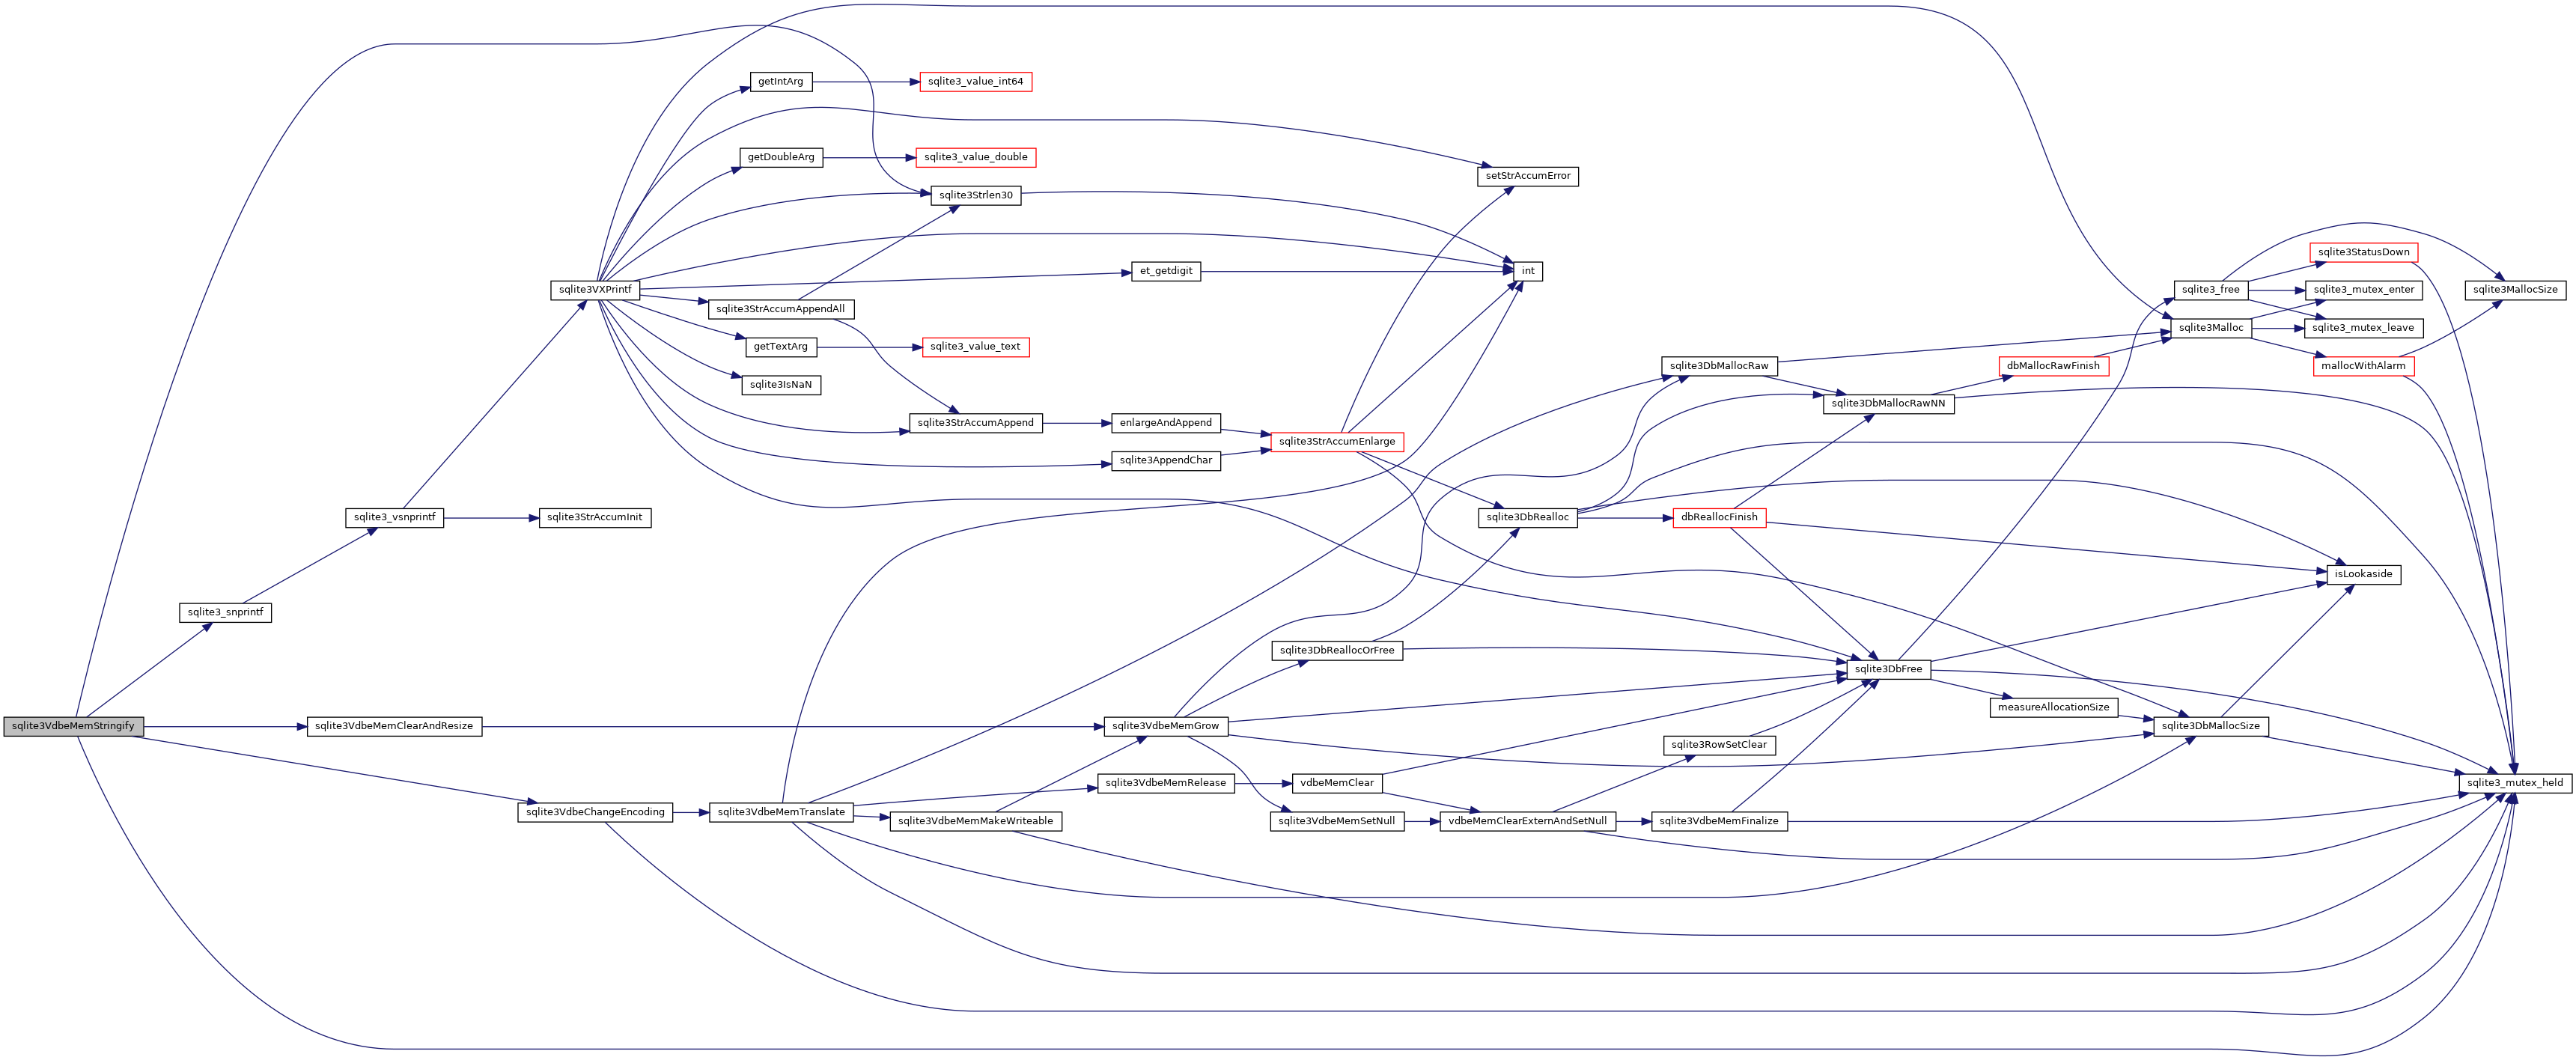 sqlite3VdbeMemStringify
sqlite3_snprintf
sqlite3VdbeMemClearAndResize
sqlite3_vsnprintf
sqlite3VXPrintf
sqlite3StrAccumInit
sqlite3VdbeChangeEncoding
getIntArg
getDoubleArg
sqlite3StrAccumAppendAll
getTextArg
sqlite3IsNaN
sqlite3VdbeMemTranslate
sqlite3_value_int64
sqlite3_value_double
sqlite3Strlen30
sqlite3_value_text
sqlite3StrAccumAppend
sqlite3VdbeMemMakeWriteable
et_getdigit
enlargeAndAppend
sqlite3AppendChar
sqlite3VdbeMemGrow
sqlite3VdbeMemRelease
sqlite3StrAccumEnlarge
sqlite3DbReallocOrFree
vdbeMemClear
sqlite3VdbeMemSetNull
setStrAccumError
int
sqlite3DbRealloc
vdbeMemClearExternAndSetNull
sqlite3DbMallocRaw
dbReallocFinish
sqlite3RowSetClear
sqlite3VdbeMemFinalize
sqlite3DbMallocRawNN
sqlite3DbFree
dbMallocRawFinish
measureAllocationSize
sqlite3_free
sqlite3Malloc
sqlite3DbMallocSize
sqlite3StatusDown
sqlite3_mutex_enter
sqlite3_mutex_leave
mallocWithAlarm
isLookaside
sqlite3MallocSize
sqlite3_mutex_held